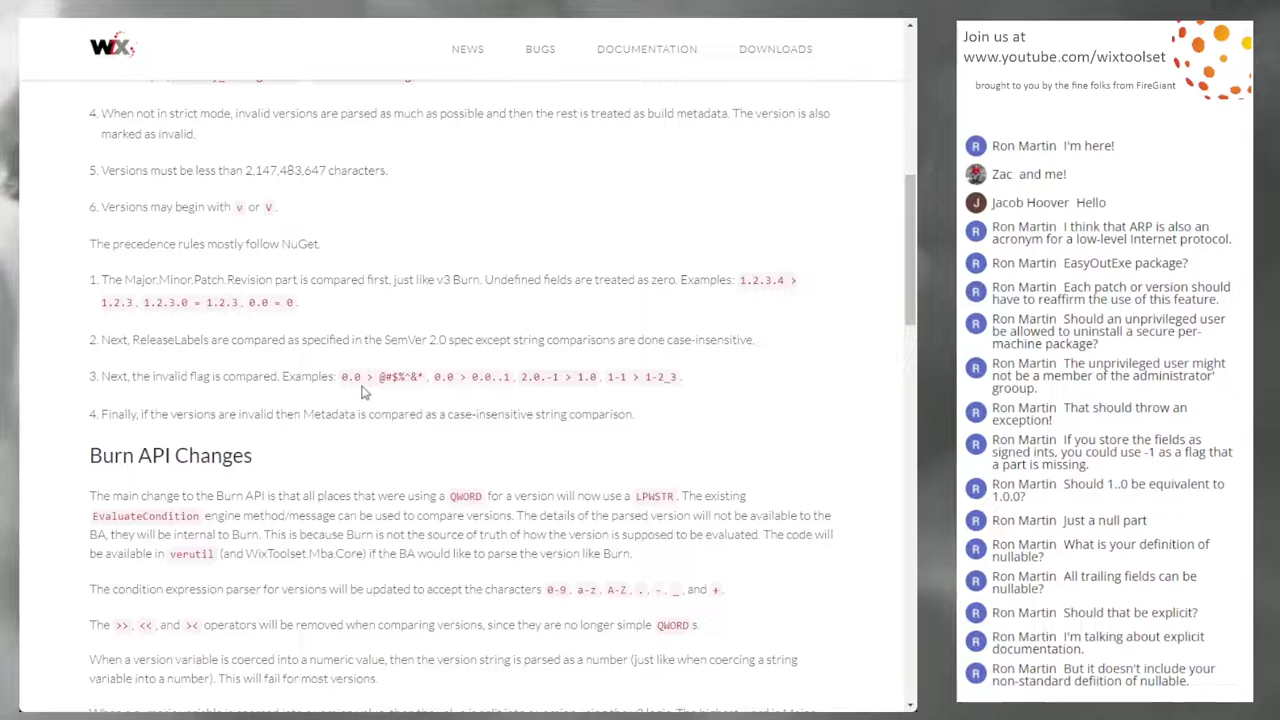 WiX
NEWS
BUGS
DOCUMENTATION
DOWNLOADS
4. When not in strict mode, invalid versions are parsed as much as possible and then the rest is treated as build metadata. The version is also
marked as invalid.
5. Versions must be less than 2,147,483,647 characters.
6. Versions may begin with v or V.
The precedence rules mostly follow NuGet.
1. The Major.Minor.Patch.Revision part is compared first, just like v3 Burn. Undefined fields are treated as zero. Examples: 1.2.3.4 >
1.2.3, 1.2.3.0 = 1.2.3, 0.0 = 0.
2. Next, ReleaseLabels are compared as specified in the SemVer 2.0 spec except string comparisons are done case-insensitive.
3. Next, the invalid flag is compared. Examples: 0.0 > @#$%^&*, 0.0 > 0.0..1, 2.0.-1 > 1.0, 1-1 > 1-2_3.
4. Finally, if the versions are invalid then Metadata is compared as a case-insensitive string comparison.
Burn API Changes
The main change to the Burn API is that all places that were using a QWORD for a version will now use a LPWSTR. The existing
EvaluateCondition engine method/message can be used to compare versions. The details of the parsed version will not be available to the
BA, they will be internal to Burn. This is because Burn is not the source of truth of how the version is supposed to be evaluated. The code will
be available in verutil (and WixToolset.Mba.Core) if the BA would like to parse the version like Burn.
The condition expression parser for versions will be updated to accept the characters 0-9, a-z, A-Z, ., -, _, and +.
The >>, <<, and >< operators will be removed when comparing versions, since they are no longer simple QWORD s.
When a version variable is coerced into a numeric value, then the version string is parsed as a number (just like when coercing a string
variable into a number). This will fail for most versions.
Join us at
www.youtube.com/wixtoolset
brought to you by the fine folks from FireGiant
R Ron Martin I'm here!
Zac and me!
J Jacob Hoover Hello
R Ron Martin I think that ARP is also an
acronym for a low-level Internet protocol.
R Ron Martin EasyOutExe package?
R Ron Martin Each patch or version should
have to reaffirm the use of this feature.
R Ron Martin Should an unprivileged user
be allowed to uninstall a secure per-
machine package?
R Ron Martin The unprivileged user might
not be a member of the administrator'
grooup.
R Ron Martin That should throw an
exception!
R Ron Martin If you store the fields as
signed ints, you could use -1 as a flag that
a part is missing.
R Ron Martin Should 1..0 be equivalent to
1.0.0?
R Ron Martin Just a null part
R Ron Martin What is your definition of
nullable?
R Ron Martin All trailing fields can be
nullable?
R Ron Martin Should that be explicit?
R Ron Martin I'm talking about explicit
documentation.
R Ron Martin But it doesn't include your
non-standard defiition of nullable.